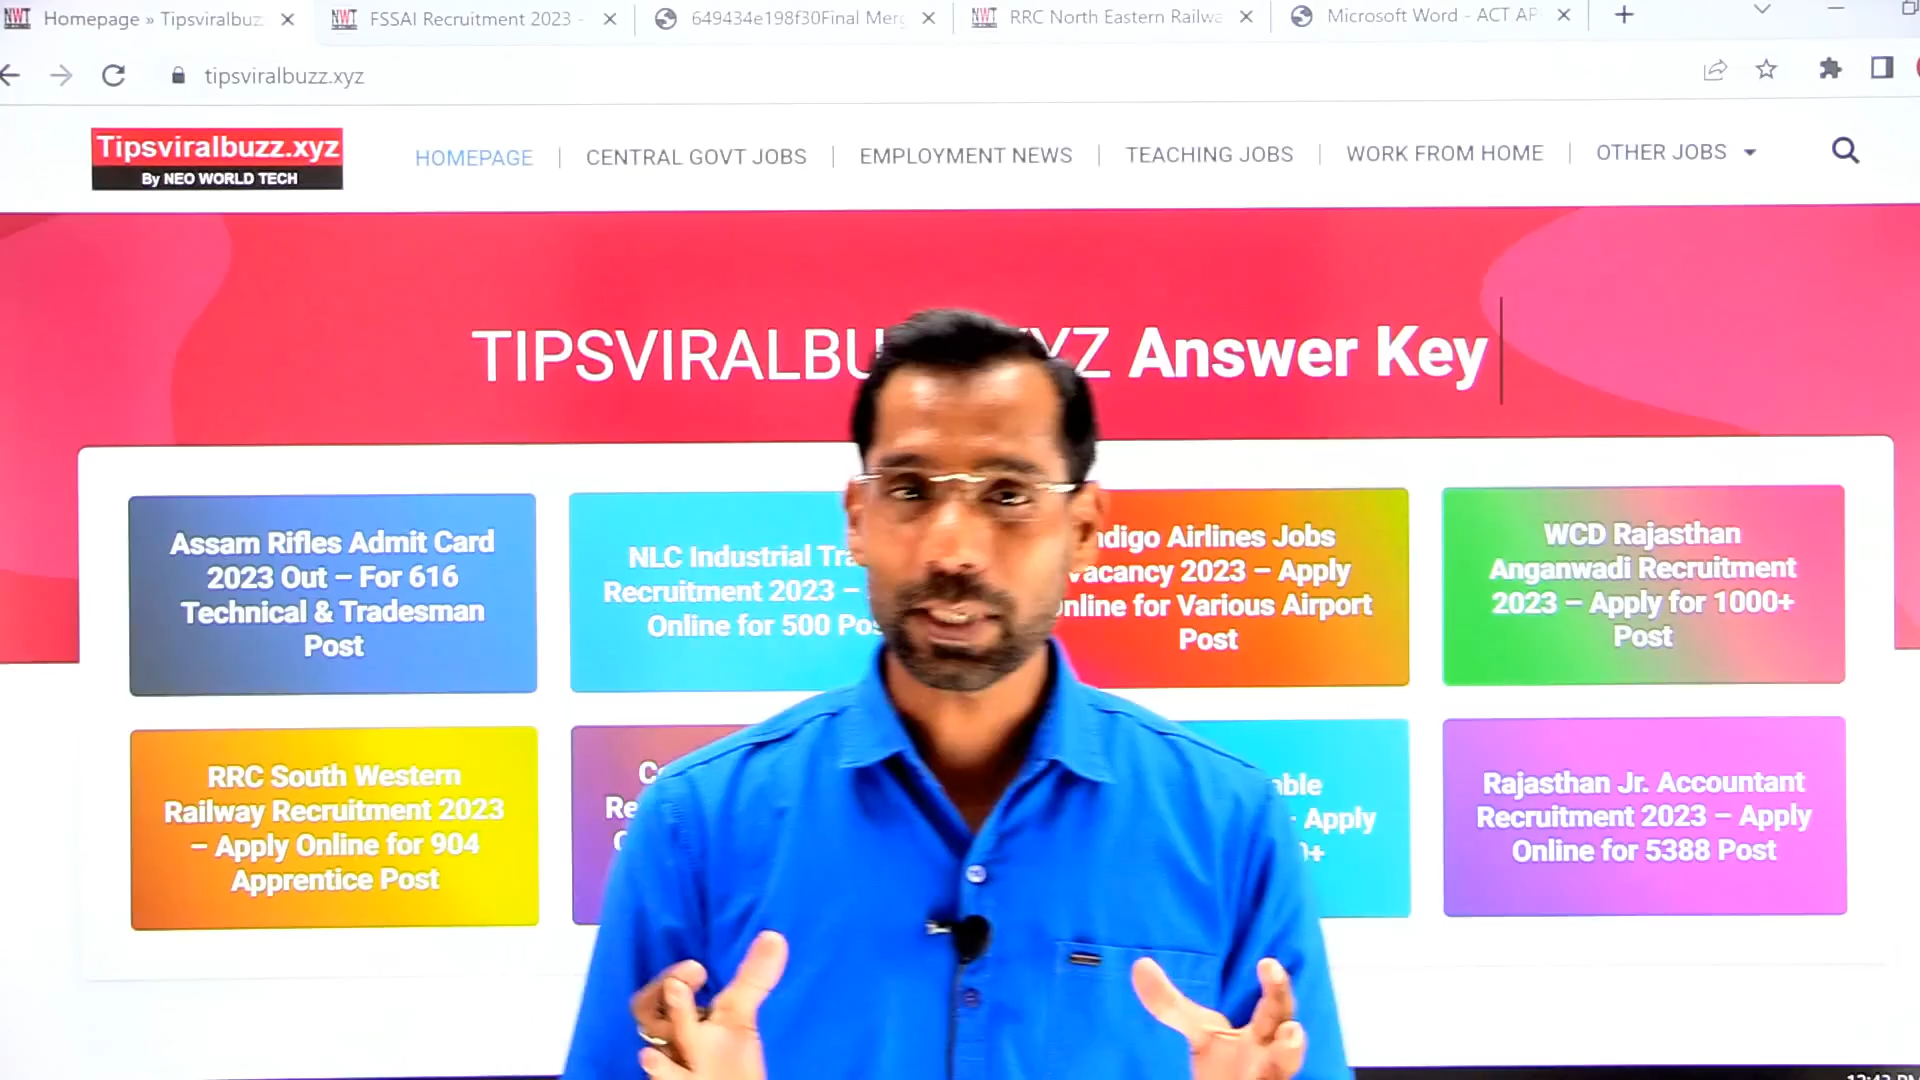 Homepage » Tipsviralbuz
FSSAI Recruitment 2023 -
649434e198f30Final Merg
RRC North Eastern Railwa
Microsoft Word - ACT AP
tipsviralbuzz.xyz
Tipsviralbuzz.xyz
By NEO WORLD TECH
HOMEPAGE
CENTRAL GOVT JOBS
EMPLOYMENT NEWS
TEACHING JOBS
WORK FROM HOME
OTHER JOBS
TIPSVIRALBU YZ Answer Key
Assam Rifles Admit Card
2023 Out – For 616
Technical & Tradesman
Post
NLC Industrial Tra
Recruitment 2023 –
Online for 500 Pos
ndigo Airlines Jobs
Vacancy 2023 – Apply
nline for Various Airport
Post
WCD Rajasthan
Anganwadi Recruitment
2023 – Apply for 1000+
Post
RRC South Western
Railway Recruitment 2023
– Apply Online for 904
Apprentice Post
Re
able
- Apply
Rajasthan Jr. Accountant
Recruitment 2023 – Apply
Online for 5388 Post